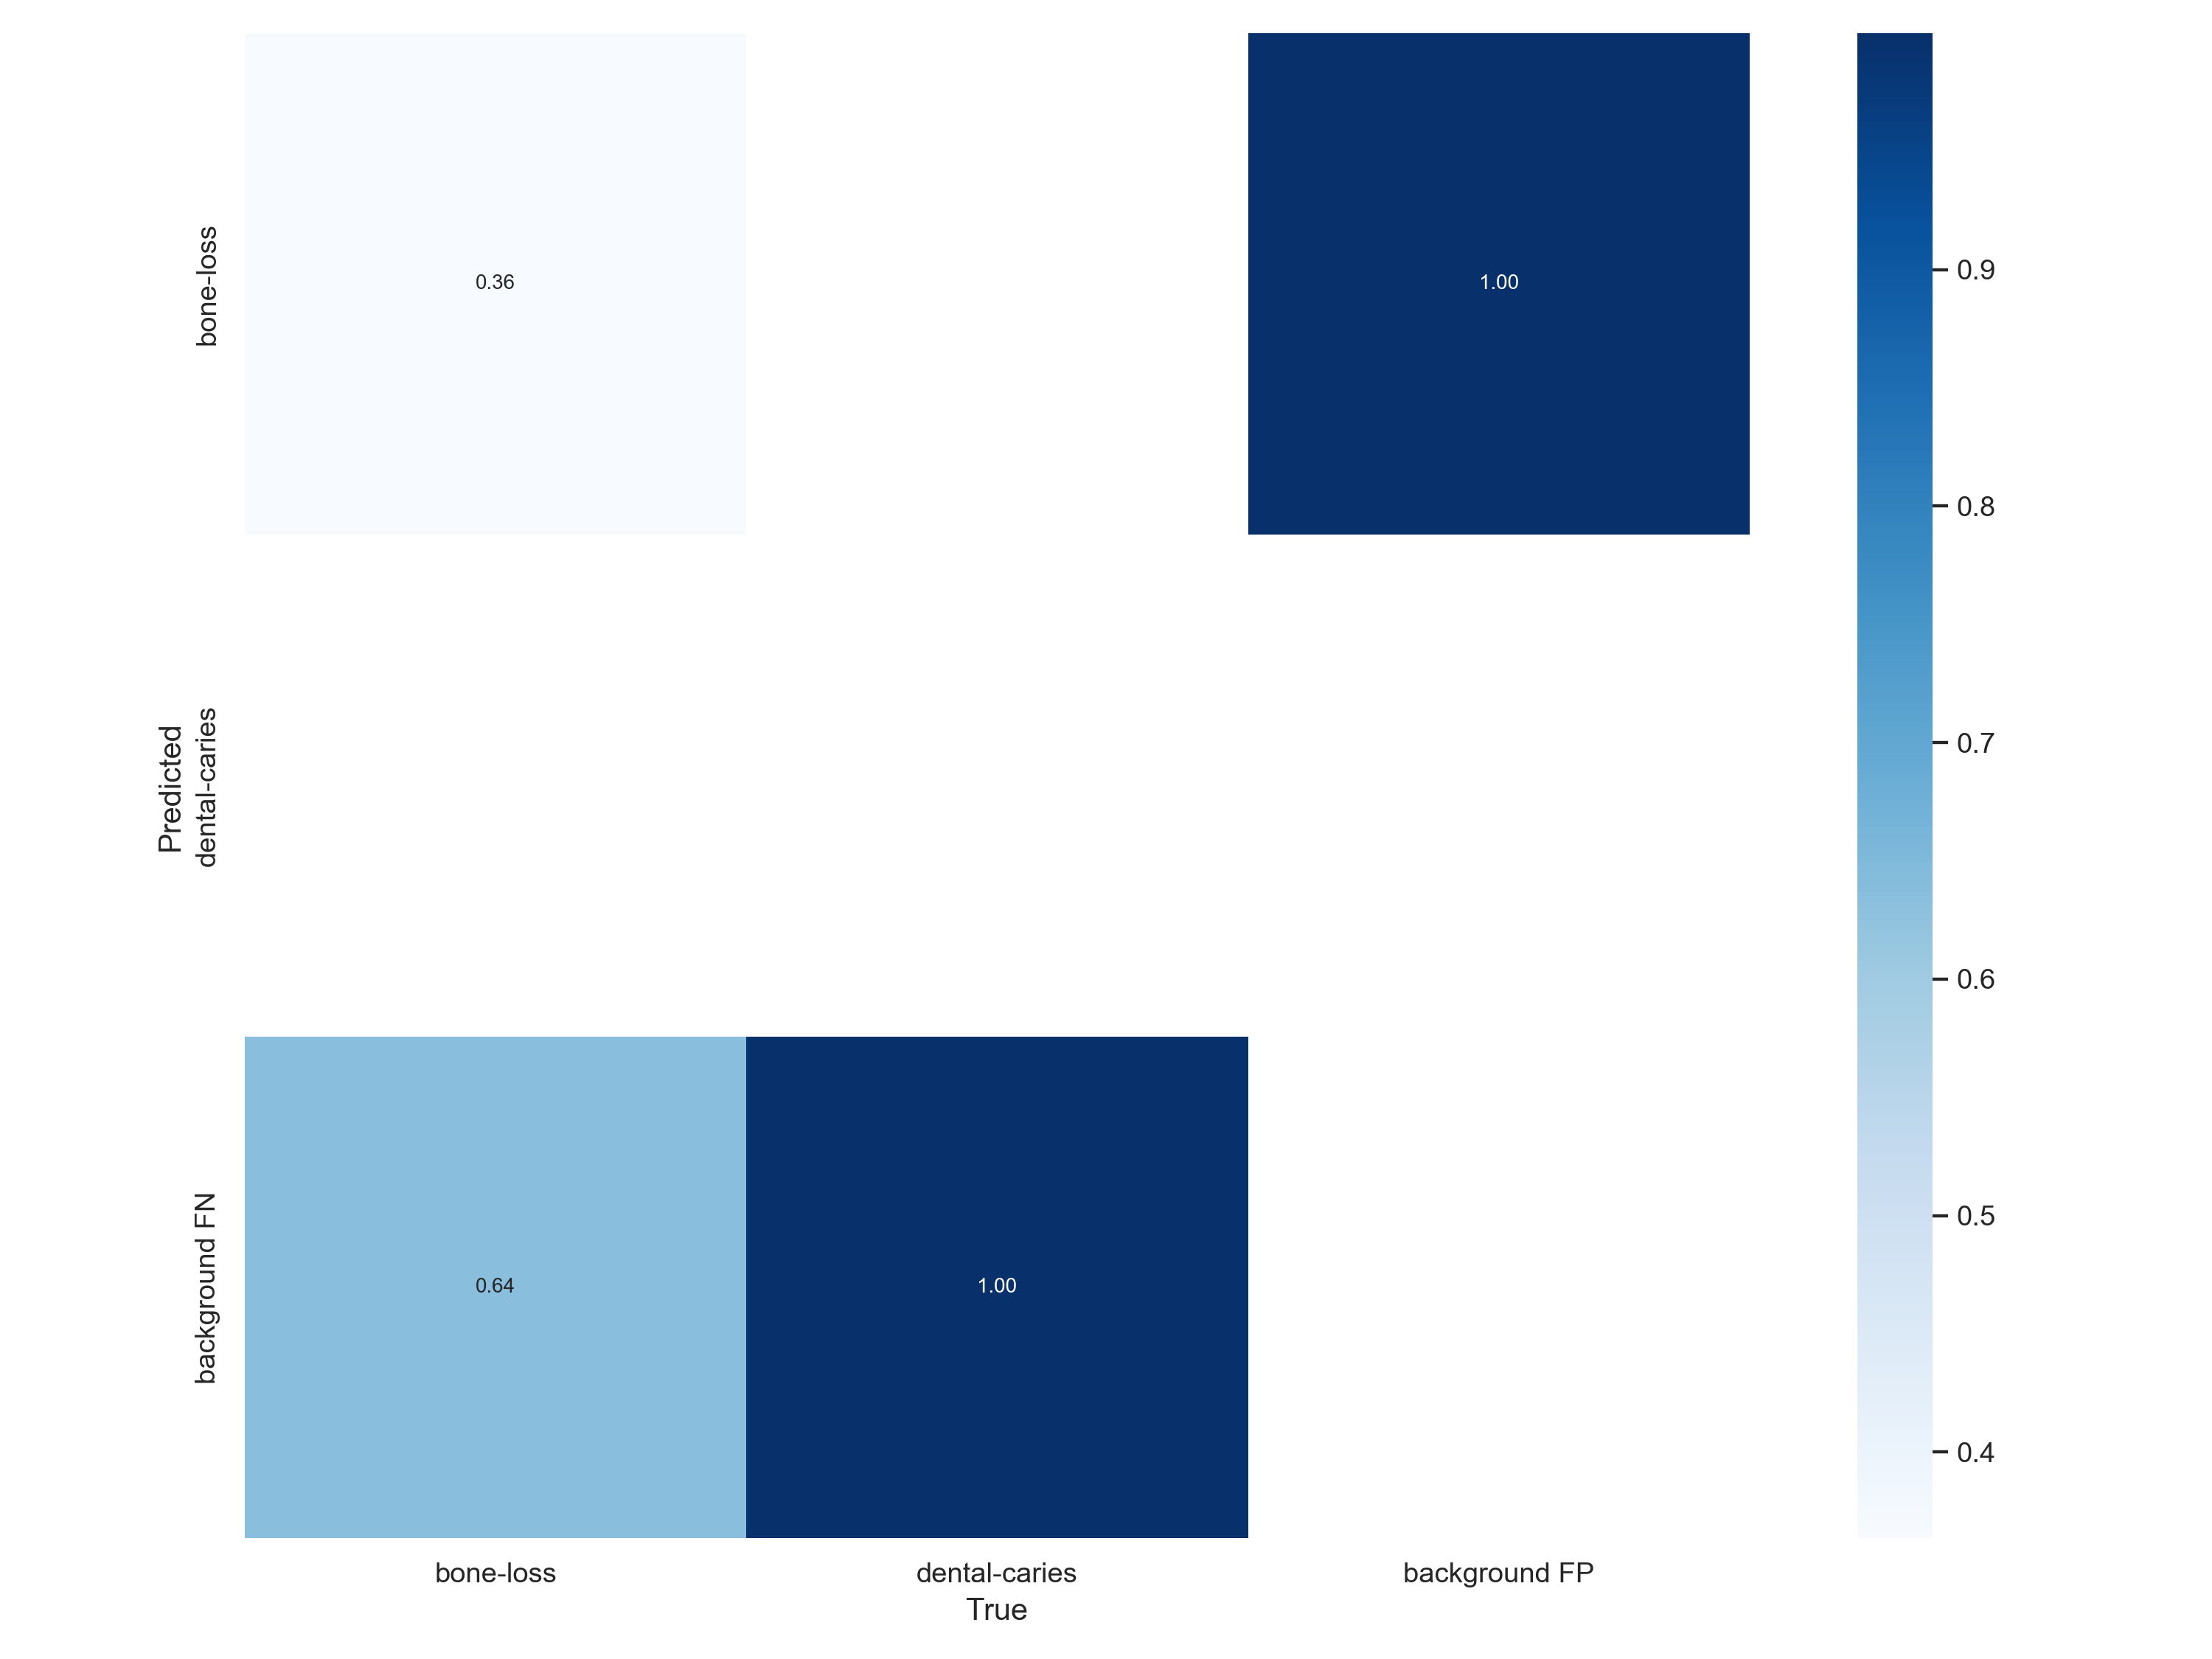 bone-loss
0.36
1.00
0.9
0.8
Predicted
dental-caries
0.7
0.6
background FN
0.64
1.00
0.5
0.4
bone-loss
dental-caries
background FP
True